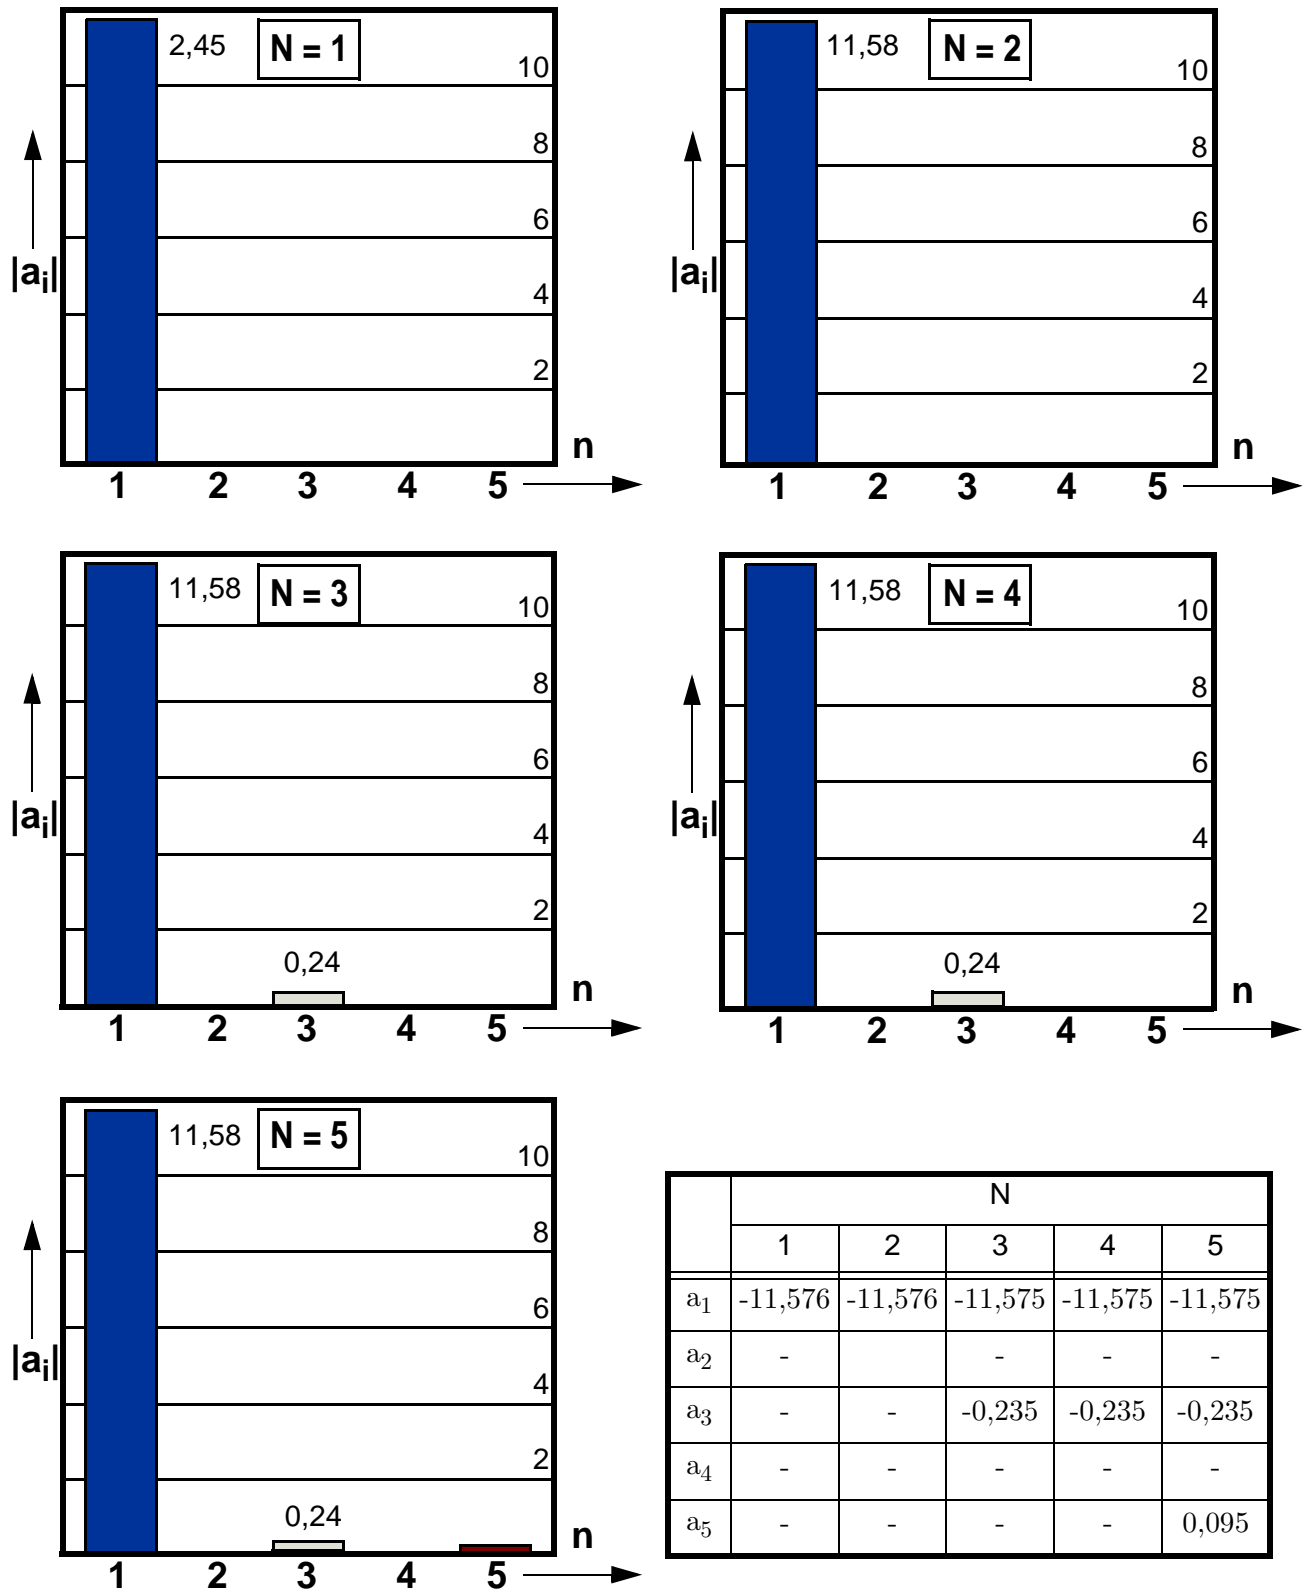 2,45 N = 1
10
8
6
|ai|
4
2
n
1 2 3 4 5
11,58 N = 2
10
8
6
|ai|
4
2
n
1 2 3 4 5
11,58 N = 3
10
8
6
|ai|
4
2
0,24
n
1 2 3 4 5
11,58 N = 4
10
8
6
|ai|
4
2
0,24
n
1 2 3 4 5
11,58 N = 5
10
8
6
|ai|
4
2
0,24
n
1 2 3 4 5
N
1 2 3 4 5
a1 -11,576 -11,576 -11,575 -11,575 -11,575
a2 - - - -
a3 - - -0,235 -0,235 -0,235
a4 - - - - -
a5 - - - - 0,095